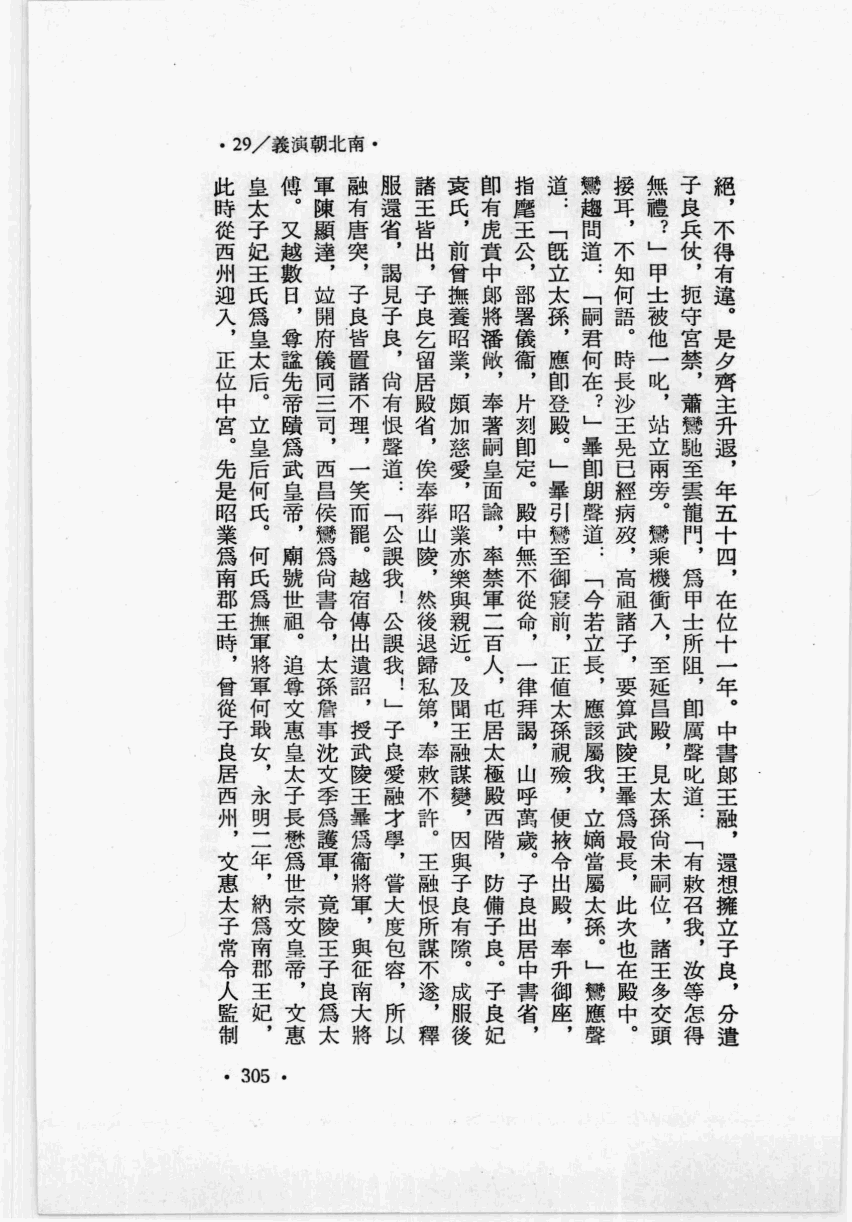 ・南北朝演義／29・
絕，不得有違。是夕齊主升遐，年五十四，在位十一年。中書郎王融，還想擁立子良，分遣
子良兵仗，扼守宮禁，蕭鸞馳至雲龍門，爲甲士所阻，卽厲聲叱道：「有敕召我，汝等怎得
無禮？」甲士被他一叱，站立兩旁。鸞乘機衝入，至延昌殿，見太孫尙未嗣位，諸王多交頭
接耳，不知何語。時長沙王晃已經病歿，高祖諸子，要算武陵王曅爲最長，此次也在殿中。
鸞趨問道：「嗣君何在？」曅卽朗聲道：「今若立長，應該屬我，立嫡當屬太孫。」鸞應聲
道：「旣立太孫，應卽登殿。」曅引鸞至御寢前，正値太孫視殮，便掖令出殿，奉升御座，
指麾王公，部署儀衞，片刻卽定。殿中無不從命，一律拜謁，山呼萬歲。子良出居中書省，
卽有虎賁中郎將潘敞，奉著嗣皇面諭，率禁軍二百人，屯居太極殿西階，防備子良。子良妃
袁氏，前曾撫養昭業，頗加慈愛，昭業亦樂與親近。及聞王融謀變，因與子良有隙。成服後
諸王皆出，子良乞留居殿省，俟奉葬山陵，然後退歸私第，奉敕不許。王融恨所謀不遂，釋
服還省，謁見子良，尙有恨聲道：「公誤我！公誤我！」子良愛融才學，嘗大度包容，所以
融有唐突，子良皆置諸不理，一笑而罷。越宿傳出遺詔，授武陵王曅爲衞將軍，與征南大將
軍陳顯達，竝開府儀同三司，西昌侯鸞爲尙書令，太孫詹事沈文季爲護軍，竟陵王子良爲太
傅。又越數日，尊諡先帝賾爲武皇帝，廟號世祖。追尊文惠皇太子長懋爲世宗文皇帝，文惠
皇太子妃王氏爲皇太后。立皇后何氏。何氏爲撫軍將軍何戢女，永明二年，納爲南郡王妃，
此時從西州迎入，正位中宮。先是昭業爲南郡王時，曾從子良居西州，文惠太子常令人監制
・305・